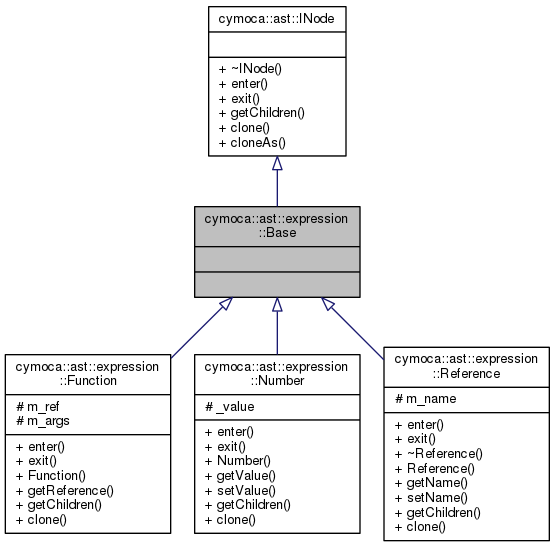 cymoca::ast::INode
+ ~INode()
+ enter()
+ exit()
+ getChildren()
+ clone()
+ cloneAs()
cymoca::ast::expression
::Base
cymoca::ast::expression
::Function
# m_ref
# m_args
+ enter()
+ exit()
+ Function()
+ getReference()
+ getChildren()
+ clone()
cymoca::ast::expression
::Number
# _value
+ enter()
+ exit()
+ Number()
+ getValue()
+ setValue()
+ getChildren()
+ clone()
cymoca::ast::expression
::Reference
# m_name
+ enter()
+ exit()
+ ~Reference()
+ Reference()
+ getName()
+ setName()
+ getChildren()
+ clone()